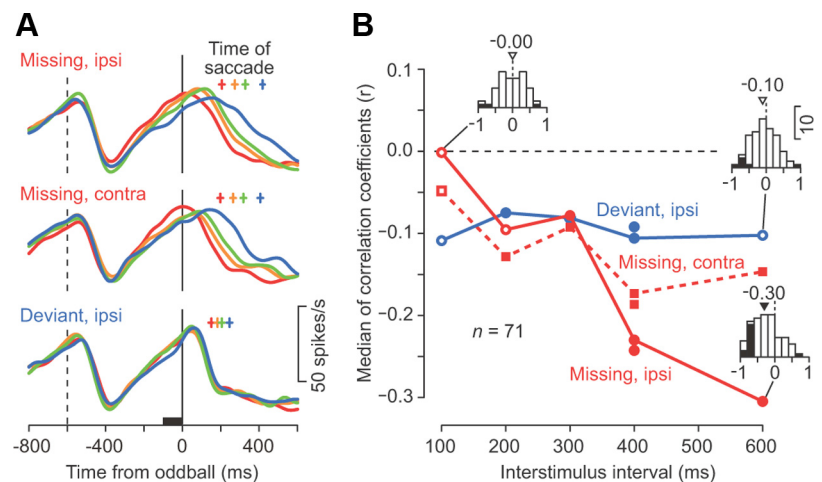 A
Missing, ipsi
Time of
saccade
Missing, contra
Deviant, ipsi
50 spikes/s
-800
-400
0
400
Time from oddball (ms)
B
Median of correlation coefficients (r)
0.1
0.0
−0.1
−0.2
−0.3
−0.00
-1
0
1
−0.10
10
-1
0
1
Deviant, ipsi
Missing, contra
−0.30
-1
0
1
n = 71
Missing, ipsi
100
200
300
400
500
600
Interstimulus interval (ms)